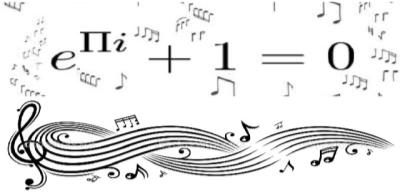 e^{Πi} + 1 = 0